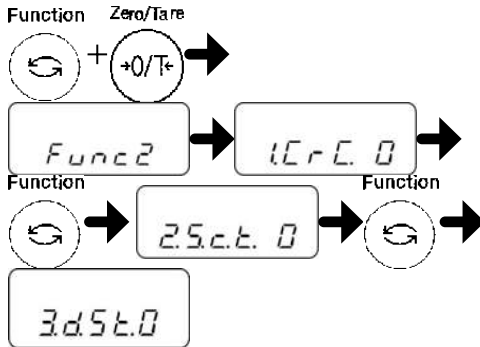 Function Zero/Tare
+ →0/T←
Func2 1.CrC. 0
Function Function
2.S.c.t. 0
3.d.St.0